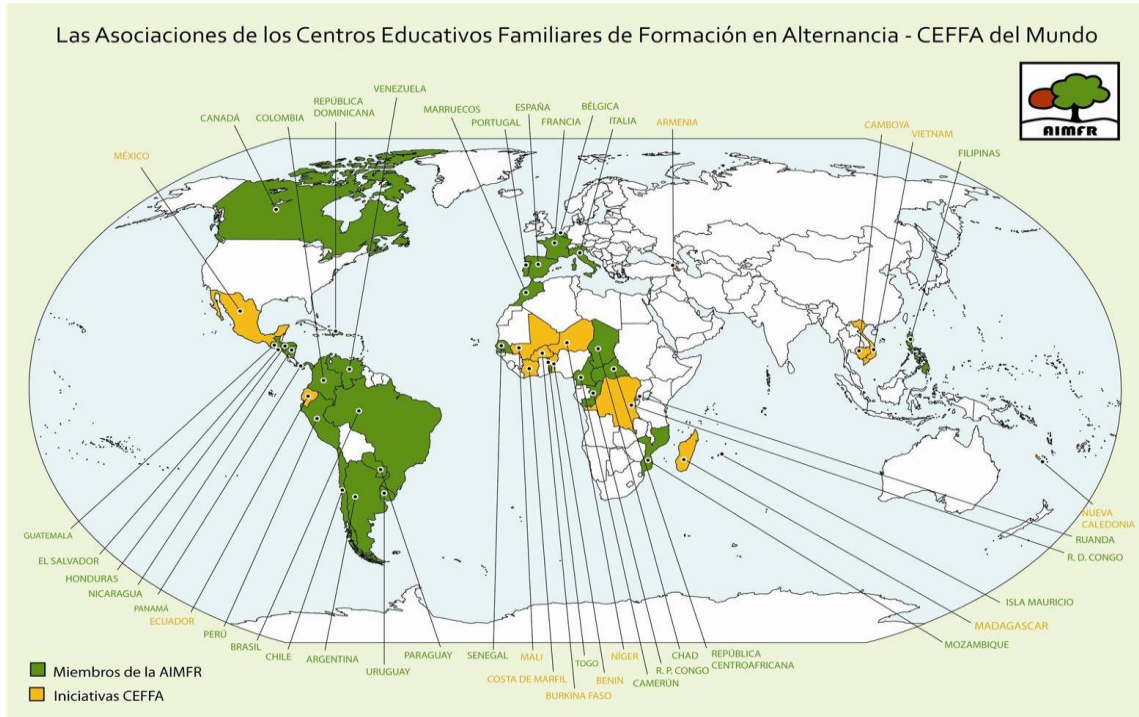 Las Asociaciones de los Centros Educativos Familiares de Formación en Alternancia - CEFFA del Mundo
AIMFR
VENEZUELA
REPÚBLICA
DOMINICANA
COLOMBIA
CANADÁ
MÉXICO
MARRUECOS
PORTUGAL
ESPAÑA
FRANCIA
BÉLGICA
ITALIA
ARMENIA
CAMBOYA
VIETNAM
FILIPINAS
GUATEMALA
EL SALVADOR
HONDURAS
NICARAGUA
PANAMÁ
ECUADOR
PERÚ
BRASIL
CHILE
ARGENTINA
URUGUAY
PARAGUAY
SENEGAL
MALI
COSTA DE MARFIL
BURKINA FASO
TOGO
BENIN
NÍGER
CAMERÚN
R. P. CONGO
CHAD
REPÚBLICA
CENTROAFRICANA
MOZAMBIQUE
MADAGASCAR
ISLA MAURICIO
R. D. CONGO
RUANDA
NUEVA
CALEDONIA
Miembros de la AIMFR
Iniciativas CEFFA